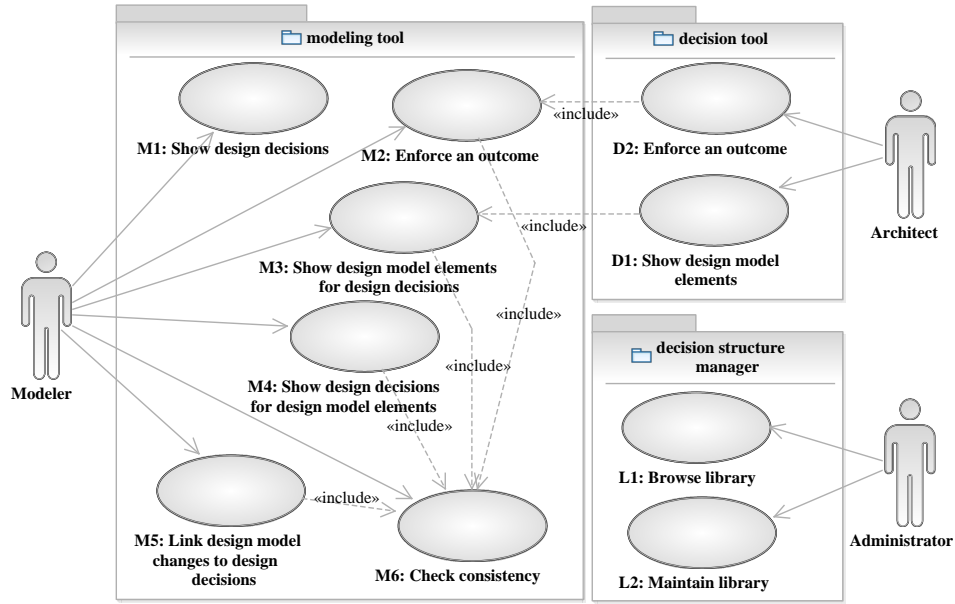 modeling tool
M1: Show design decisions
M2: Enforce an outcome
M3: Show design model elements
for design decisions
M4: Show design decisions
for design model elements
M5: Link design model
changes to design
decisions
M6: Check consistency
«include»
«include»
«include»
«include»
«include»
«include»
decision tool
D2: Enforce an outcome
D1: Show design model
elements
decision structure
manager
L1: Browse library
L2: Maintain library
Modeler
Architect
Administrator